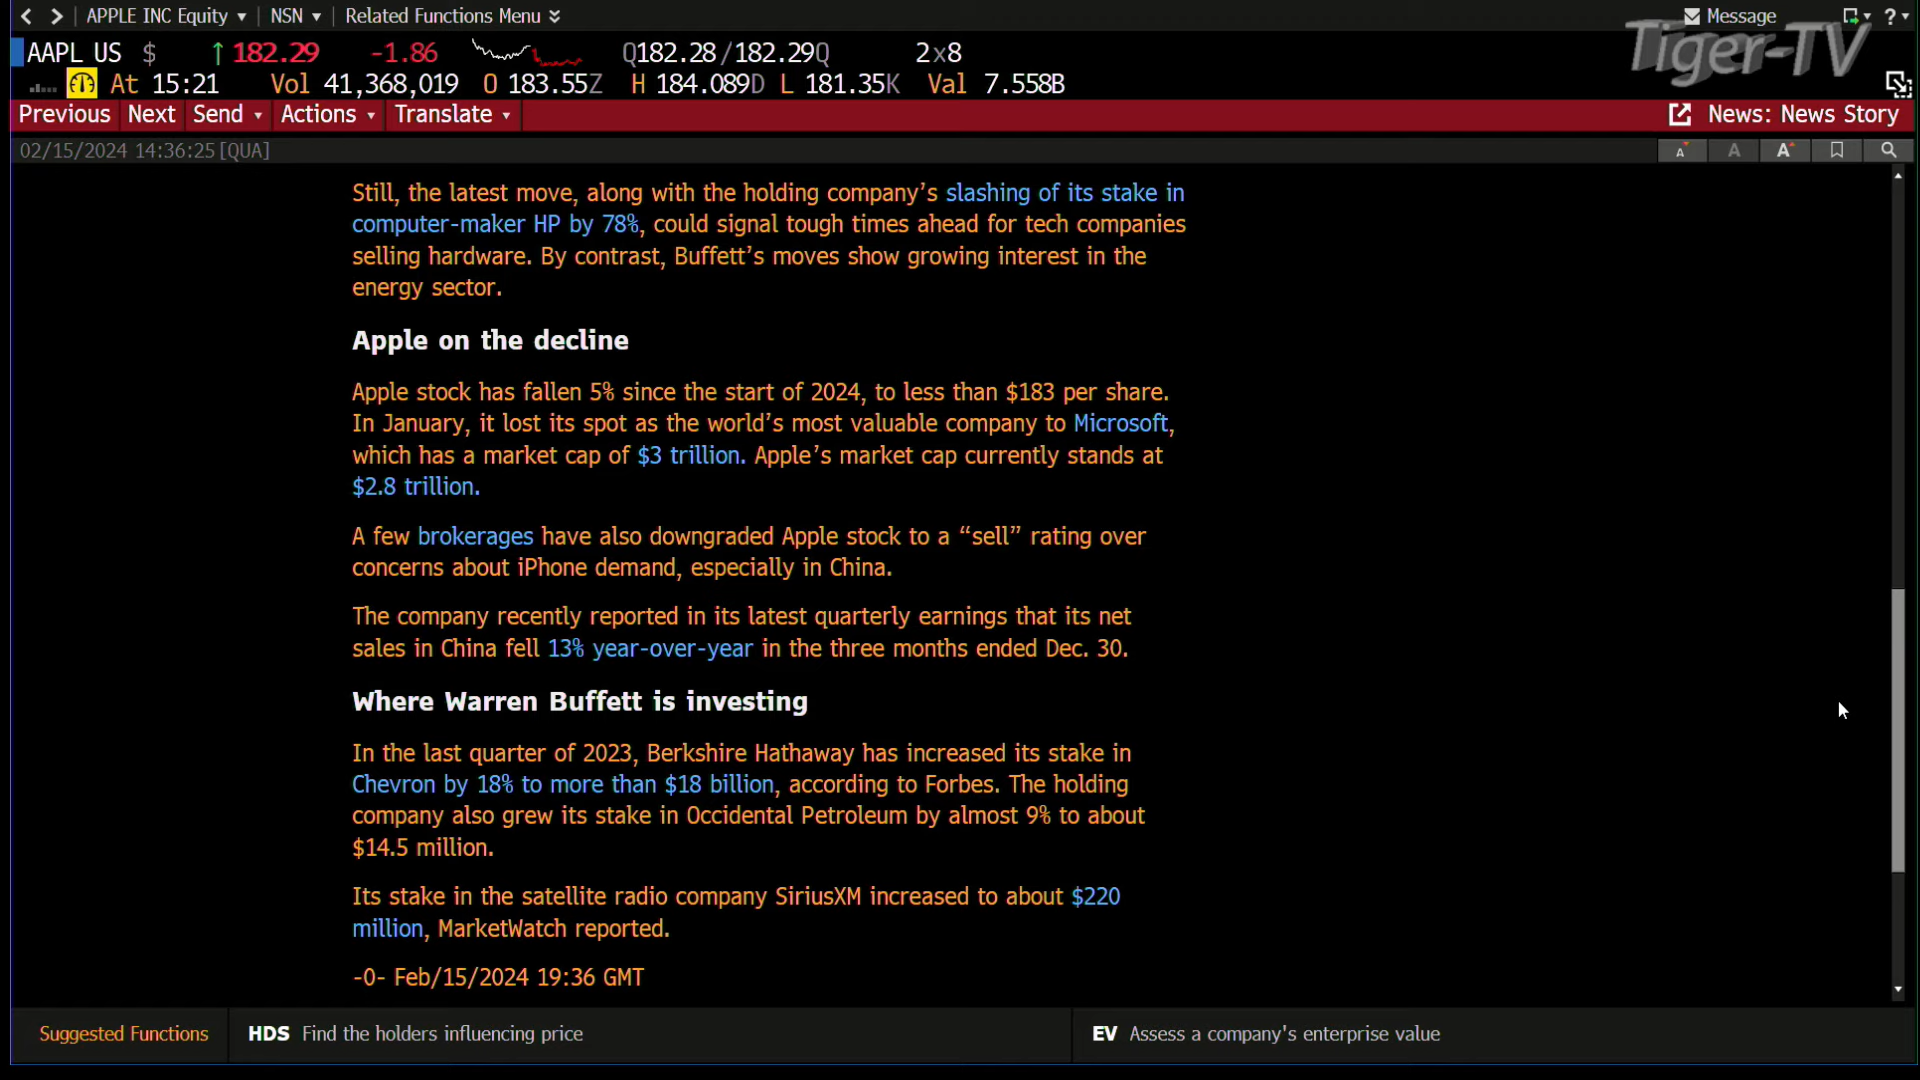 APPLE INC Equity NSN Related Functions Menu Message ?
Tiger-TV
AAPL US $ ↑182.29 -1.86 Q182.28/182.29Q 2x8
At 15:21 Vol 41,368,019 O 183.55Z H 184.089D L 181.35K Val 7.558B
Previous Next Send Actions Translate News: News Story
02/15/2024 14:36:25[QUA] A A A
Still, the latest move, along with the holding company's slashing of its stake in
computer-maker HP by 78%, could signal tough times ahead for tech companies
selling hardware. By contrast, Buffett's moves show growing interest in the
energy sector.
Apple on the decline
Apple stock has fallen 5% since the start of 2024, to less than $183 per share.
In January, it lost its spot as the world's most valuable company to Microsoft,
which has a market cap of $3 trillion. Apple's market cap currently stands at
$2.8 trillion.
A few brokerages have also downgraded Apple stock to a “sell” rating over
concerns about iPhone demand, especially in China.
The company recently reported in its latest quarterly earnings that its net
sales in China fell 13% year-over-year in the three months ended Dec. 30.
Where Warren Buffett is investing
In the last quarter of 2023, Berkshire Hathaway has increased its stake in
Chevron by 18% to more than $18 billion, according to Forbes. The holding
company also grew its stake in Occidental Petroleum by almost 9% to about
$14.5 million.
Its stake in the satellite radio company SiriusXM increased to about $220
million, MarketWatch reported.
-0- Feb/15/2024 19:36 GMT
Suggested Functions HDS Find the holders influencing price EV Assess a company's enterprise value